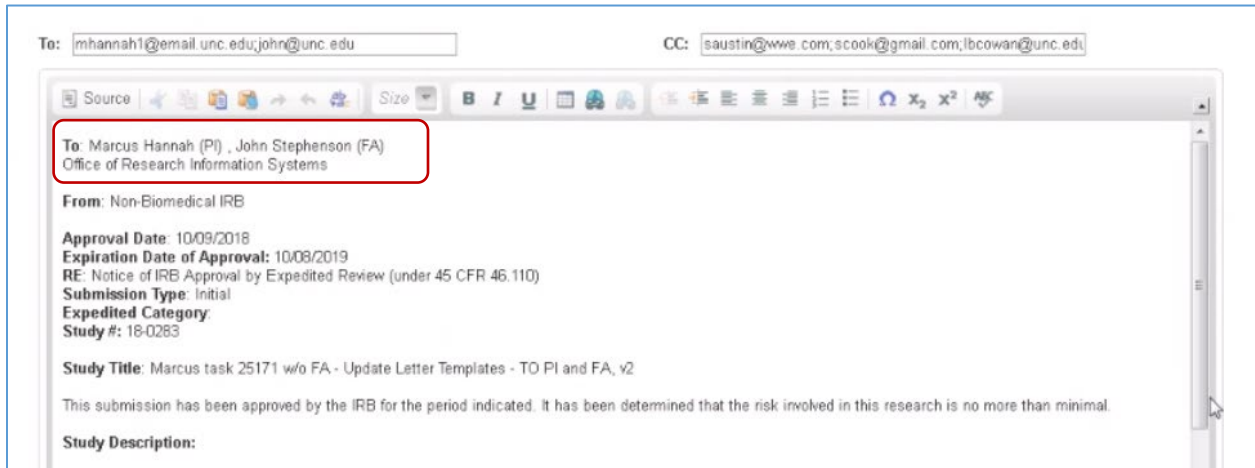 To: mhannah1@email.unc.edu;john@unc.edu CC: saustin@wwe.com;scook@gmail.com;lbcowan@unc.edu
Source Size B I U Ω x₂ x²
To: Marcus Hannah (PI) , John Stephenson (FA)
Office of Research Information Systems
From: Non-Biomedical IRB
Approval Date: 10/09/2018
Expiration Date of Approval: 10/08/2019
RE: Notice of IRB Approval by Expedited Review (under 45 CFR 46.110)
Submission Type: Initial
Expedited Category:
Study #: 18-0283
Study Title: Marcus task 25171 w/o FA - Update Letter Templates - TO PI and FA, v2
This submission has been approved by the IRB for the period indicated. It has been determined that the risk involved in this research is no more than minimal.
Study Description: